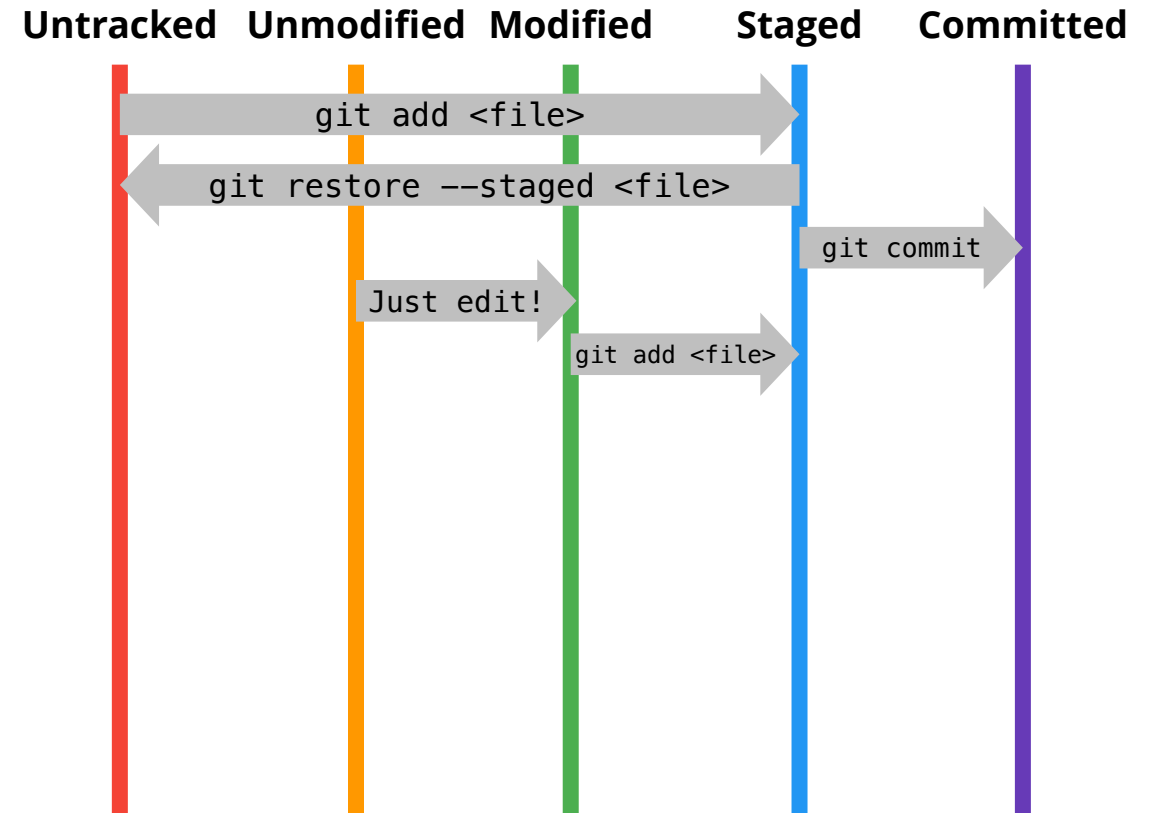 Untracked Unmodified Modified Staged Committed
git add <file>
git restore --staged <file>
git commit
Just edit!
git add <file>